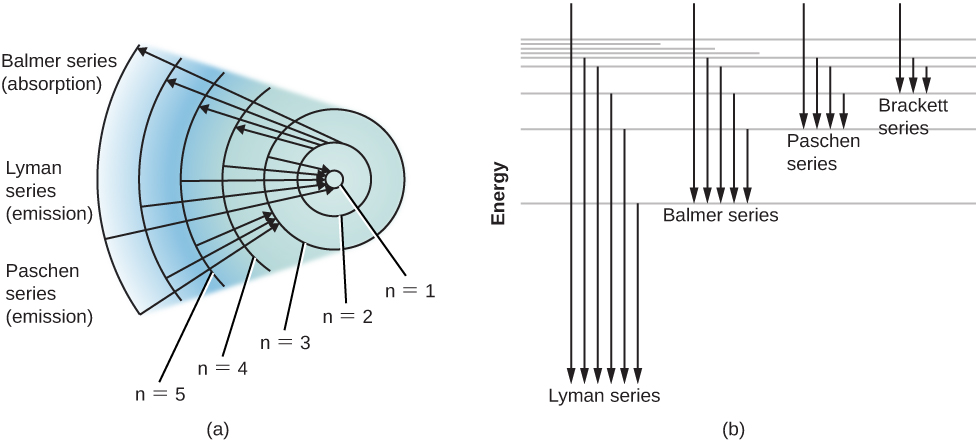 Balmer series
(absorption)
Lyman
series
(emission)
Paschen
series
(emission)
n = 1
n = 2
n = 3
n = 4
n = 5
(a)
Energy
Brackett
series
Paschen
series
Balmer series
Lyman series
(b)